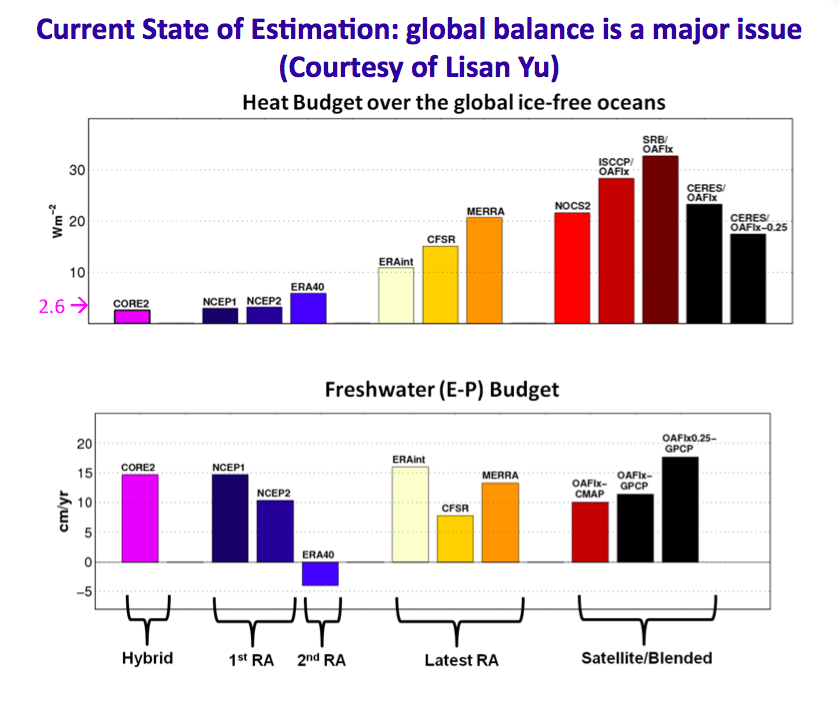 Current State of Estimation: global balance is a major issue
(Courtesy of Lisan Yu)
Heat Budget over the global ice-free oceans
Wm⁻²
30
20
10
2.6
CORE2
NCEP1
NCEP2
ERA40
ERAint
CFSR
MERRA
NOCS2
ISCCP/
OAFlx
SRB/
OAFlx
CERES/
OAFlx
CERES/
OAFlx-0.25
Freshwater (E-P) Budget
cm/yr
20
15
10
5
0
-5
CORE2
NCEP1
NCEP2
ERA40
ERAint
CFSR
MERRA
OAFlx-
CMAP
OAFlx-
GPCP
OAFlx0.25-
GPCP
Hybrid
1st RA
2nd RA
Latest RA
Satellite/Blended